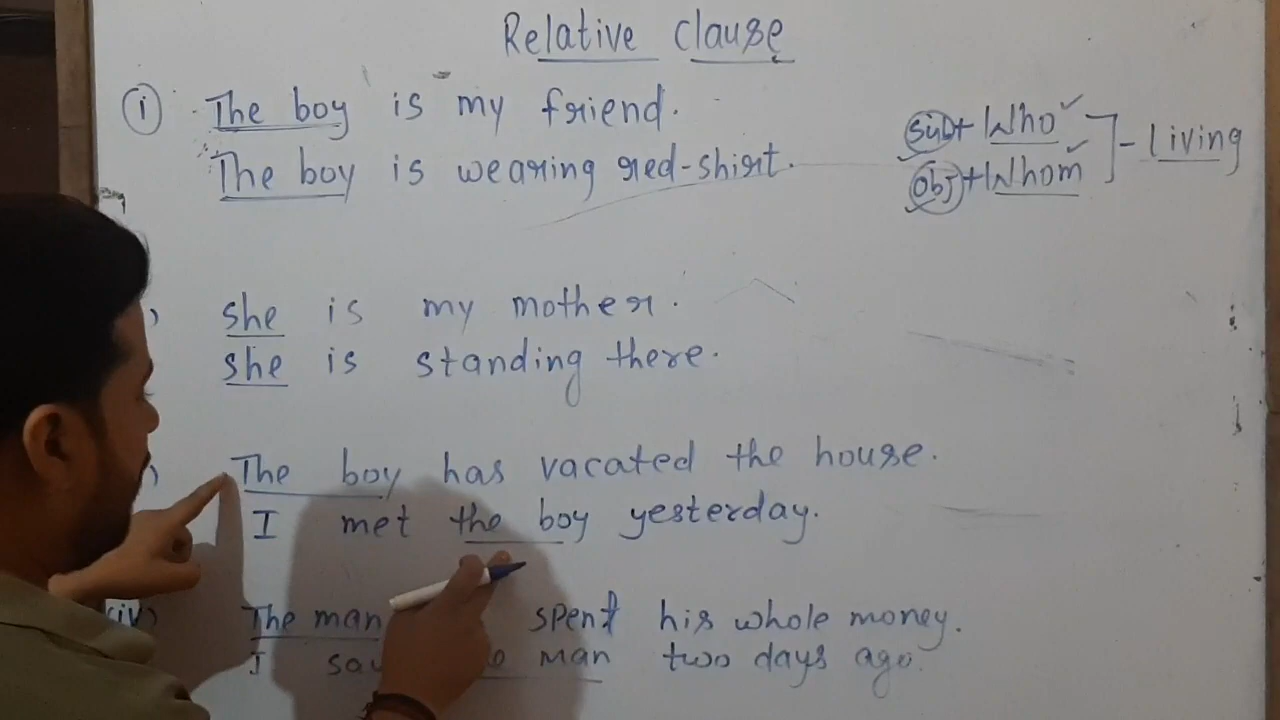 Relative clause
(i) The boy is my friend.
The boy is wearing red-shirt.
sub + Who
obj + Whom ] - Living
) she is my mother.
she is standing there.
) The boy has vacated the house.
I met the boy yesterday.
(iv) The man spent his whole money.
I man two days ago.